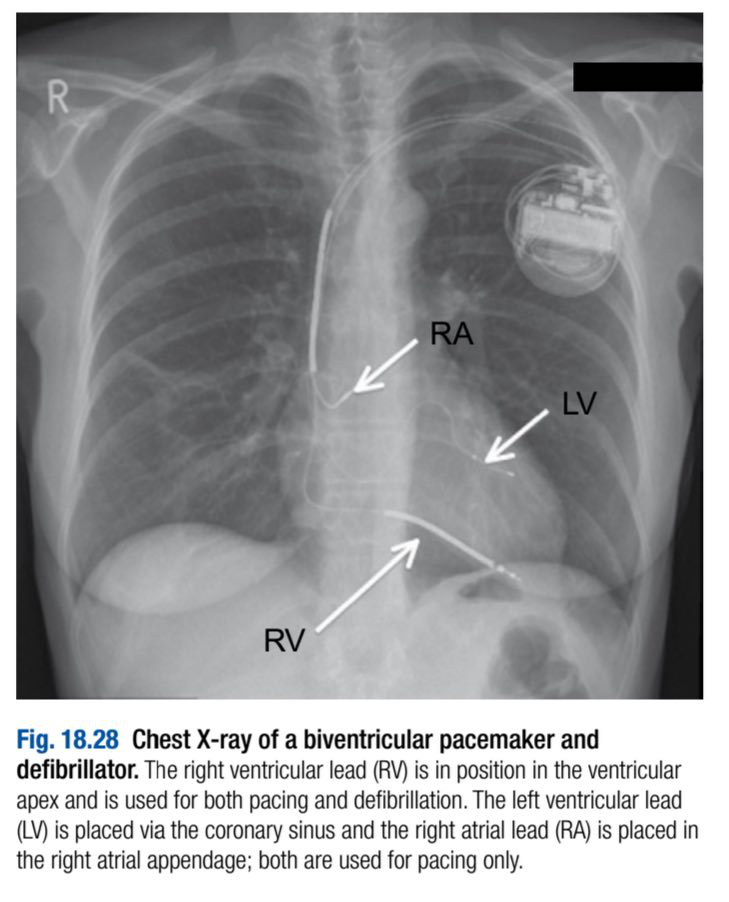 R
RA
LV
RV
Fig. 18.28 Chest X-ray of a biventricular pacemaker and
defibrillator. The right ventricular lead (RV) is in position in the ventricular
apex and is used for both pacing and defibrillation. The left ventricular lead
(LV) is placed via the coronary sinus and the right atrial lead (RA) is placed in
the right atrial appendage; both are used for pacing only.